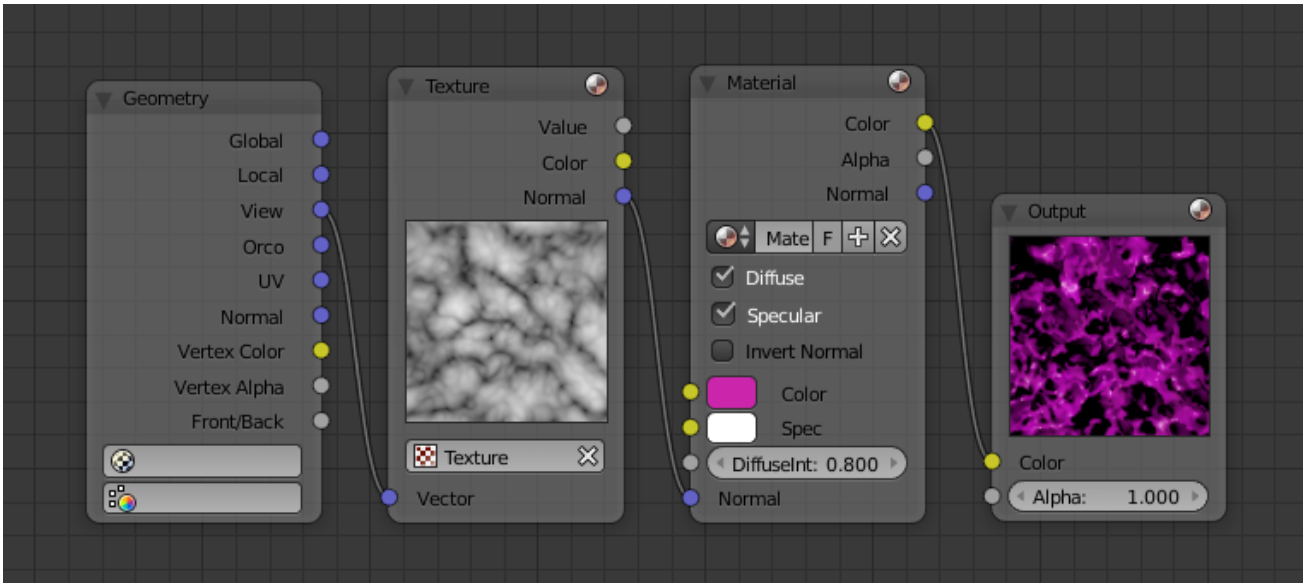 Geometry
Global
Local
View
Orco
UV
Normal
Vertex Color
Vertex Alpha
Front/Back
Texture
Value
Color
Normal
Texture
Vector
Material
Color
Alpha
Normal
Mate F
Diffuse
Specular
Invert Normal
Color
Spec
DiffuseInt: 0.800
Normal
Output
Color
Alpha: 1.000